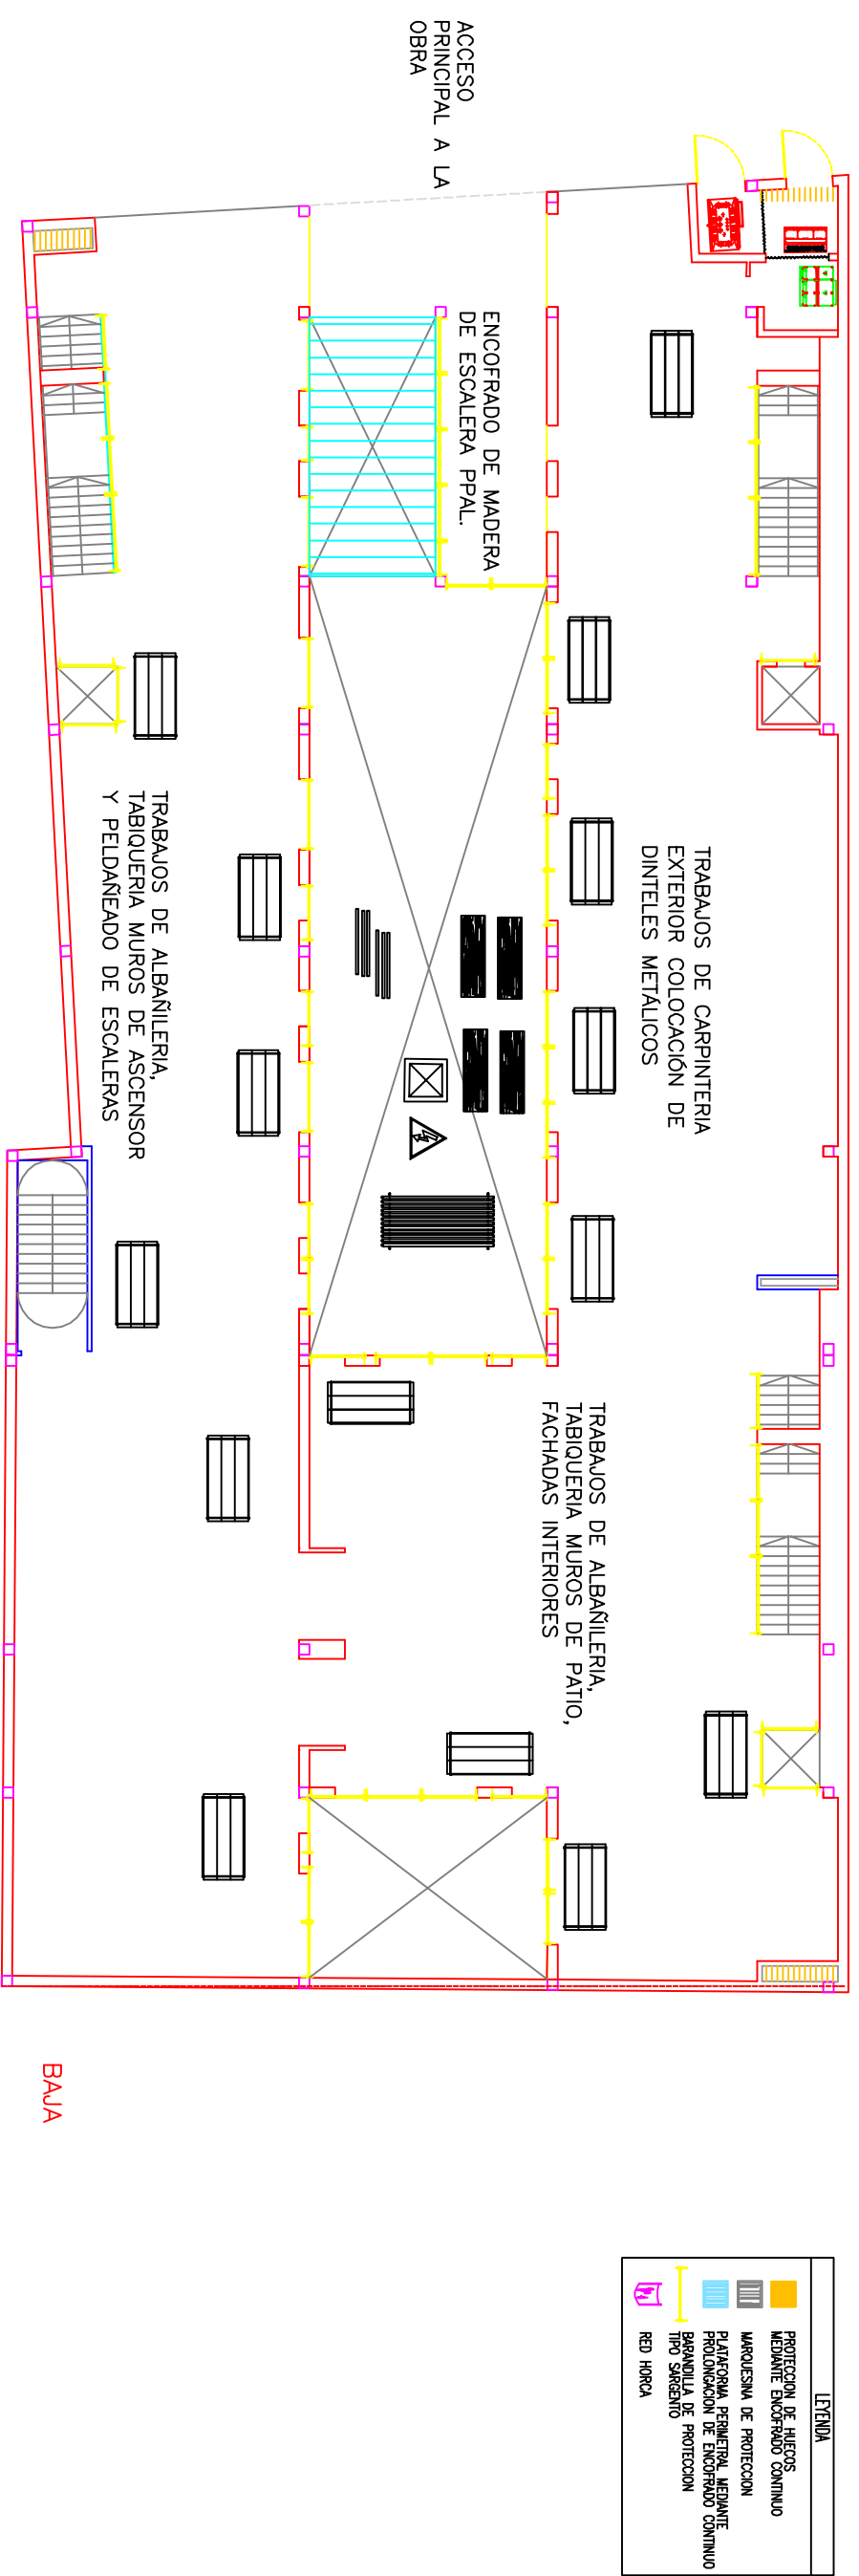 ACCESO
PRINCIPAL A LA
OBRA
ENCOFRADO DE MADERA
DE ESCALERA PPAL.
TRABAJOS DE CARPINTERIA
EXTERIOR COLOCACIÓN DE
DINTELES METÁLICOS
TRABAJOS DE ALBAÑILERIA,
TABIQUERIA MUROS DE ASCENSOR
Y PELDAÑEADO DE ESCALERAS
TRABAJOS DE ALBAÑILERIA,
TABIQUERIA MUROS DE PATIO,
FACHADAS INTERIORES
BAJA
LEYENDA
PROTECCION DE HUECOS
MEDIANTE ENCOFRADO CONTINUO
MARQUESINA DE PROTECCION
PLATAFORMA PERIMETRAL MEDIANTE
PROLONGACION DE ENCOFRADO CONTINUO
BARANDILLA DE PROTECCION
TIPO SARGENTO
RED HORCA